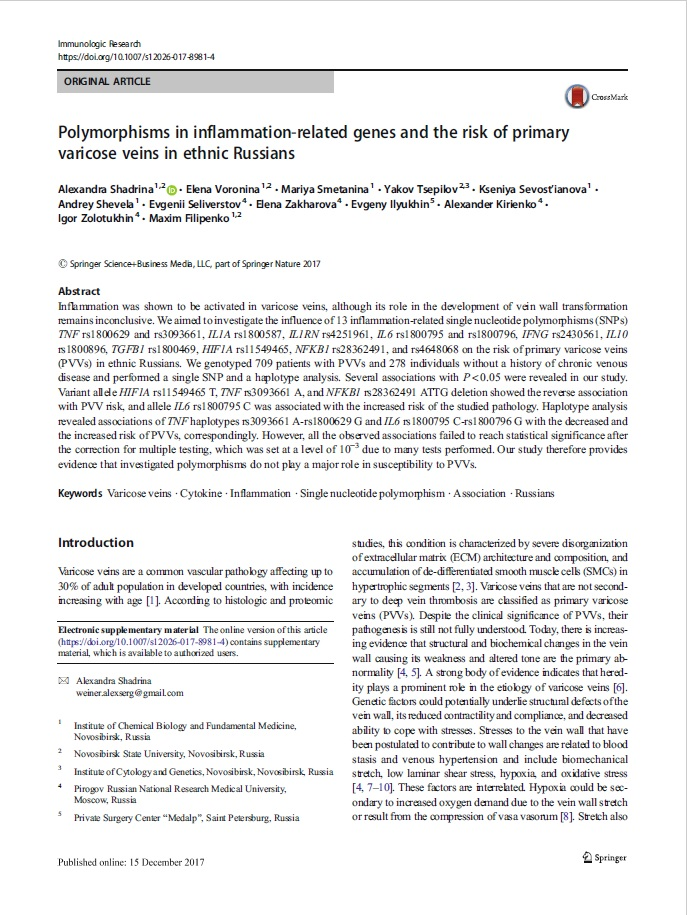 Immunologic Research
https://doi.org/10.1007/s12026-017-8981-4
ORIGINAL ARTICLE
CrossMark
Polymorphisms in inflammation-related genes and the risk of primary
varicose veins in ethnic Russians
Alexandra Shadrina 1,2 · Elena Voronina 1,2 · Mariya Smetanina 1 · Yakov Tsepilov 2,3 · Kseniya Sevost'ianova 1 ·
Andrey Shevela 1 · Evgenii Seliverstov 4 · Elena Zakharova 4 · Evgeny Ilyukhin 5 · Alexander Kirienko 4 ·
Igor Zolotukhin 4 · Maxim Filipenko 1,2
© Springer Science+Business Media, LLC, part of Springer Nature 2017
Abstract
Inflammation was shown to be activated in varicose veins, although its role in the development of vein wall transformation
remains inconclusive. We aimed to investigate the influence of 13 inflammation-related single nucleotide polymorphisms (SNPs)
TNF rs1800629 and rs3093661, IL1A rs1800587, IL1RN rs4251961, IL6 rs1800795 and rs1800796, IFNG rs2430561, IL10
rs1800896, TGFB1 rs1800469, HIF1A rs11549465, NFKB1 rs28362491, and rs4648068 on the risk of primary varicose veins
(PVVs) in ethnic Russians. We genotyped 709 patients with PVVs and 278 individuals without a history of chronic venous
disease and performed a single SNP and a haplotype analysis. Several associations with P < 0.05 were revealed in our study.
Variant allele HIF1A rs11549465 T, TNF rs3093661 A, and NFKB1 rs28362491 ATTG deletion showed the reverse association
with PVV risk, and allele IL6 rs1800795 C was associated with the increased risk of the studied pathology. Haplotype analysis
revealed associations of TNF haplotypes rs3093661 A-rs1800629 G and IL6 rs1800795 C-rs1800796 G with the decreased and
the increased risk of PVVs, correspondingly. However, all the observed associations failed to reach statistical significance after
the correction for multiple testing, which was set at a level of 10⁻³ due to many tests performed. Our study therefore provides
evidence that investigated polymorphisms do not play a major role in susceptibility to PVVs.
Keywords Varicose veins · Cytokine · Inflammation · Single nucleotide polymorphism · Association · Russians
Introduction
Varicose veins are a common vascular pathology affecting up to
30% of adult population in developed countries, with incidence
increasing with age [1]. According to histologic and proteomic
Electronic supplementary material The online version of this article
(https://doi.org/10.1007/s12026-017-8981-4) contains supplementary
material, which is available to authorized users.
Alexandra Shadrina
weiner.alexserg@gmail.com
1 Institute of Chemical Biology and Fundamental Medicine,
Novosibirsk, Russia
2 Novosibirsk State University, Novosibirsk, Russia
3 Institute of Cytology and Genetics, Novosibirsk, Novosibirsk, Russia
4 Pirogov Russian National Research Medical University,
Moscow, Russia
5 Private Surgery Center “Medalp”, Saint Petersburg, Russia
studies, this condition is characterized by severe disorganization
of extracellular matrix (ECM) architecture and composition, and
accumulation of de-differentiated smooth muscle cells (SMCs) in
hypertrophic segments [2, 3]. Varicose veins that are not second-
ary to deep vein thrombosis are classified as primary varicose
veins (PVVs). Despite the clinical significance of PVVs, their
pathogenesis is still not fully understood. Today, there is increas-
ing evidence that structural and biochemical changes in the vein
wall causing its weakness and altered tone are the primary ab-
normality [4, 5]. A strong body of evidence indicates that hered-
ity plays a prominent role in the etiology of varicose veins [6].
Genetic factors could potentially underlie structural defects of the
vein wall, its reduced contractility and compliance, and decreased
ability to cope with stresses. Stresses to the vein wall that have
been postulated to contribute to wall changes are related to blood
stasis and venous hypertension and include biomechanical
stretch, low laminar shear stress, hypoxia, and oxidative stress
[4, 7–10]. These factors are interrelated. Hypoxia could be sec-
ondary to increased oxygen demand due to the vein wall stretch
or result from the compression of vasa vasorum [8]. Stretch also
Published online: 15 December 2017
Springer